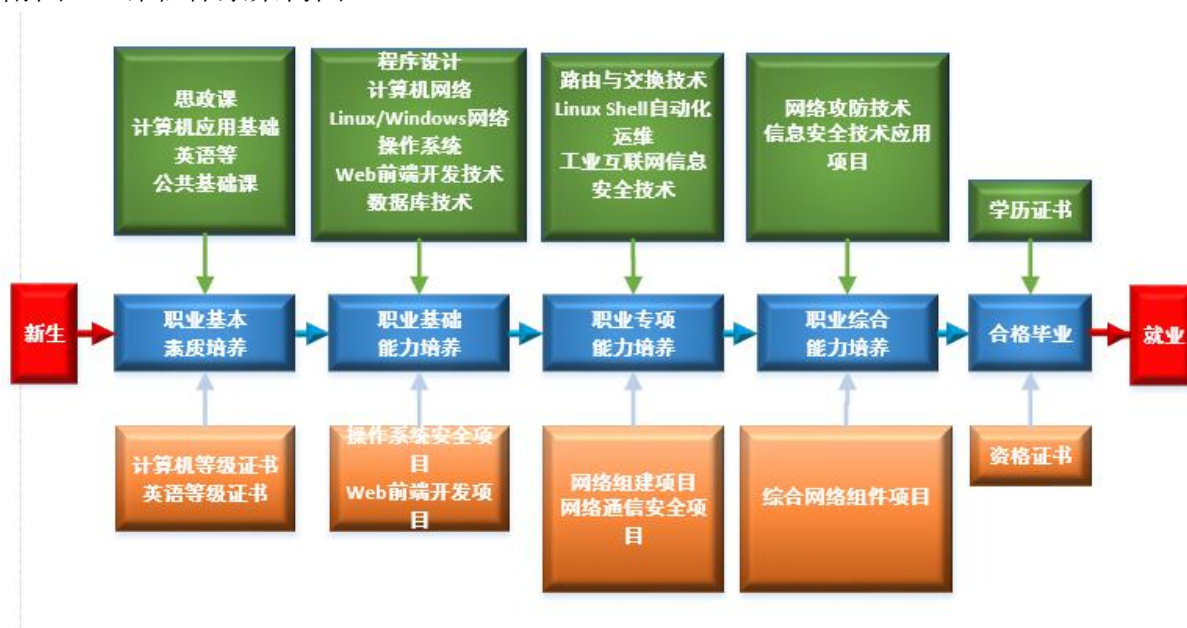 思政课
计算机应用基础
英语等
公共基础课
程序设计
计算机网络
Linux/Windows网络
操作系统
Web前端开发技术
数据库技术
路由与交换技术
Linux Shell自动化
运维
工业互联网信息
安全技术
网络攻防技术
信息安全技术应用
项目
学历证书
新生
职业基本
素质培养
职业基础
能力培养
职业专项
能力培养
职业综合
能力培养
合格毕业
就业
计算机等级证书
英语等级证书
操作系统安全项
目
Web前端开发项
目
网络组建项目
网络通信安全项
目
综合网络组件项目
资格证书